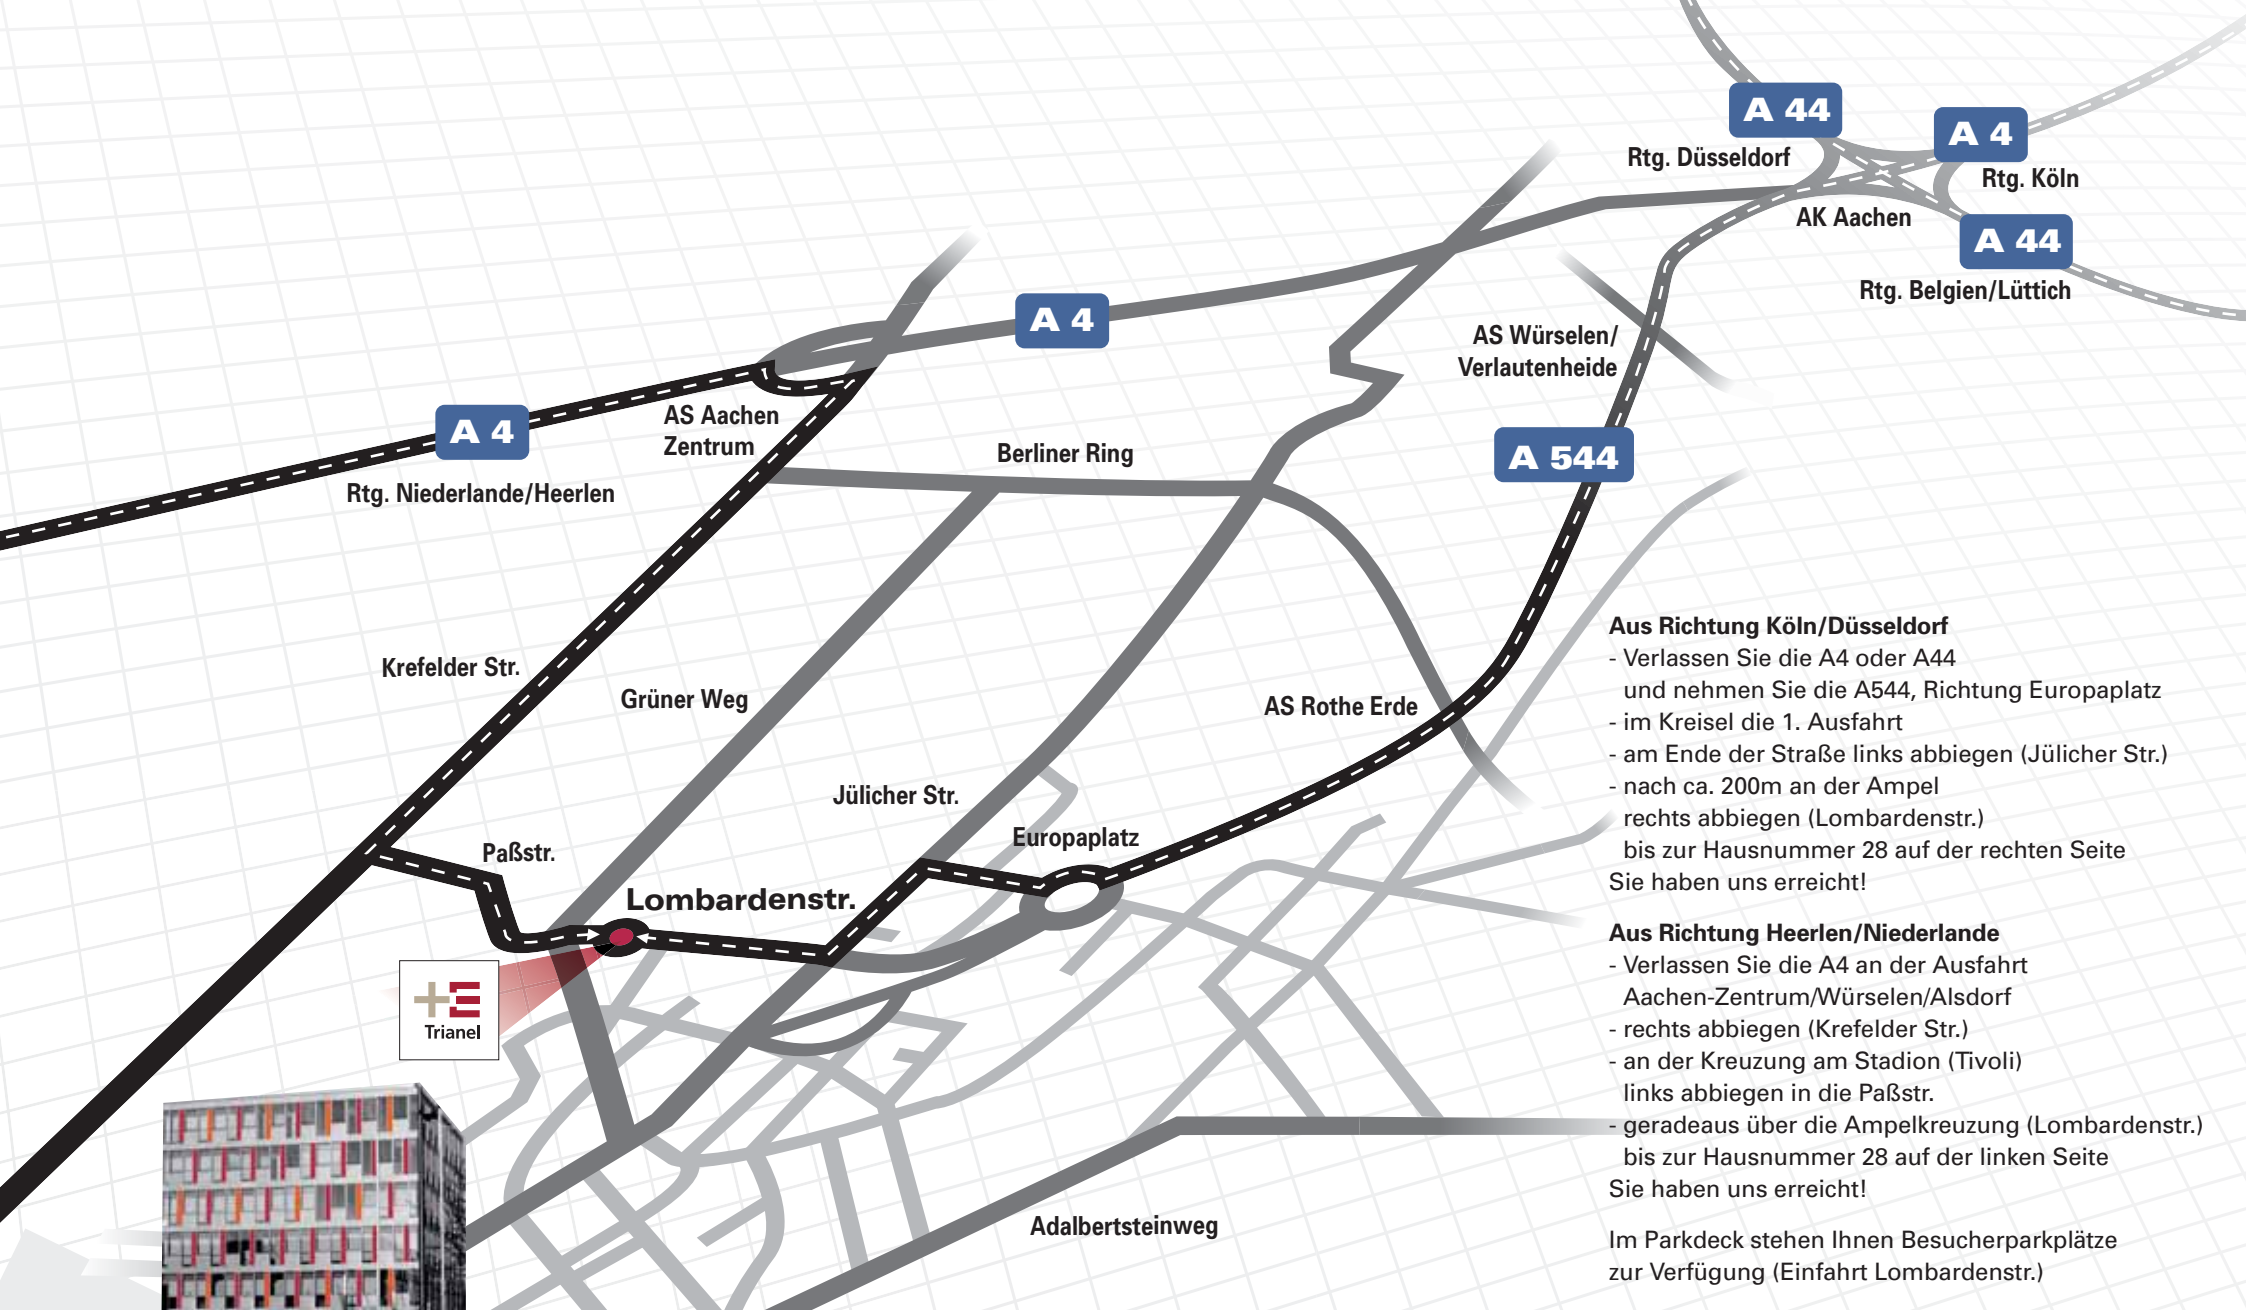 A 44
A 4
Rtg. Düsseldorf
Rtg. Köln
AK Aachen
A 44
Rtg. Belgien/Lüttich
A 4
AS Würselen/
Verlautenheide
A 4
AS Aachen
Zentrum
Berliner Ring
A 544
Rtg. Niederlande/Heerlen
Krefelder Str.
Grüner Weg
AS Rothe Erde
Jülicher Str.
Europaplatz
Paßstr.
Lombardenstr.
Trianel
Adalbertsteinweg
Aus Richtung Köln/Düsseldorf
- Verlassen Sie die A4 oder A44
und nehmen Sie die A544, Richtung Europaplatz
- im Kreisel die 1. Ausfahrt
- am Ende der Straße links abbiegen (Jülicher Str.)
- nach ca. 200m an der Ampel
rechts abbiegen (Lombardenstr.)
bis zur Hausnummer 28 auf der rechten Seite
Sie haben uns erreicht!
Aus Richtung Heerlen/Niederlande
- Verlassen Sie die A4 an der Ausfahrt
Aachen-Zentrum/Würselen/Alsdorf
- rechts abbiegen (Krefelder Str.)
- an der Kreuzung am Stadion (Tivoli)
links abbiegen in die Paßstr.
- geradeaus über die Ampelkreuzung (Lombardenstr.)
bis zur Hausnummer 28 auf der linken Seite
Sie haben uns erreicht!
Im Parkdeck stehen Ihnen Besucherparkplätze
zur Verfügung (Einfahrt Lombardenstr.)